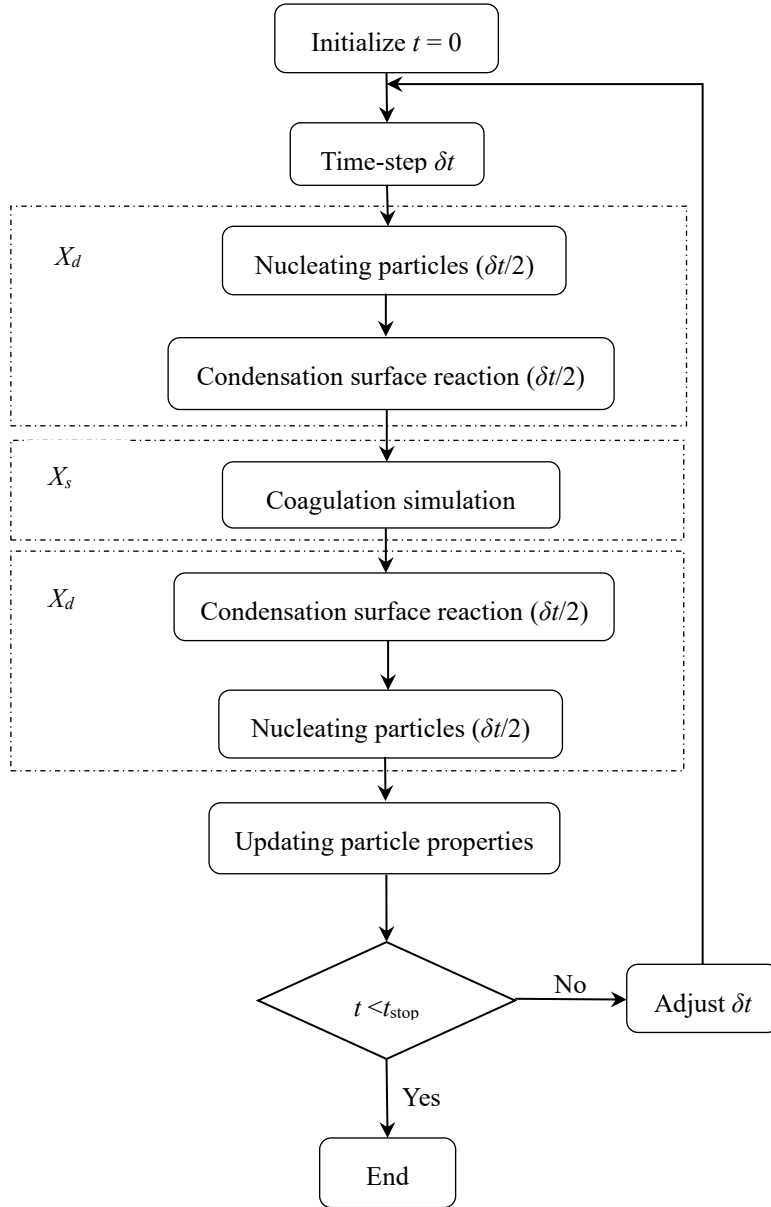 Initialize t = 0
Time-step δt
X_d
Nucleating particles (δt/2)
Condensation surface reaction (δt/2)
X_s
Coagulation simulation
X_d
Condensation surface reaction (δt/2)
Nucleating particles (δt/2)
Updating particle properties
t <t_stop
No
Adjust δt
Yes
End